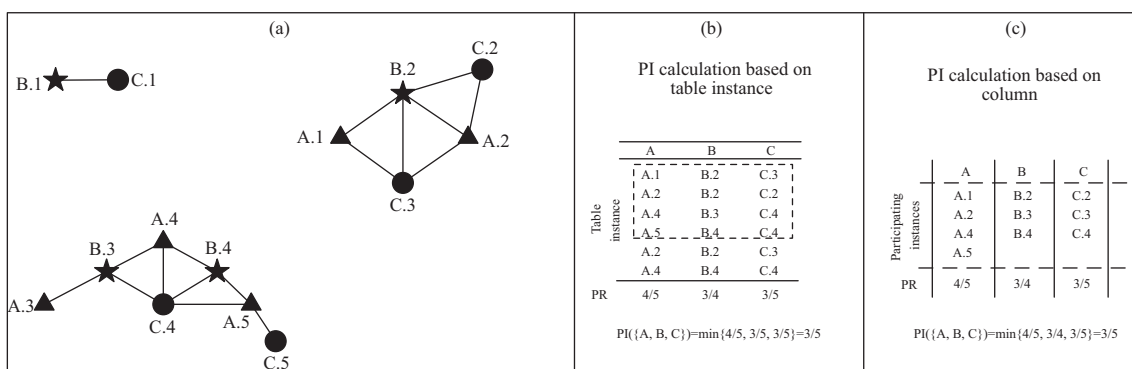 (a)
(b)
(c)
B.1
C.1
C.2
B.2
A.1
A.2
C.3
A.4
B.3
B.4
A.3
C.4
A.5
C.5
PI calculation based on
table instance
A B C
Table
instance
A.1 B.2 C.3
A.2 B.2 C.2
A.4 B.3 C.4
A.5 B.4 C.4
A.2 B.2 C.3
A.4 B.4 C.4
PR 4/5 3/4 3/5
PI({A, B, C})=min{4/5, 3/5, 3/5}=3/5
PI calculation based on
column
A B C
Participating
instances
A.1 B.2 C.2
A.2 B.3 C.3
A.4 B.4 C.4
A.5
PR 4/5 3/4 3/5
PI({A, B, C})=min{4/5, 3/4, 3/5}=3/5